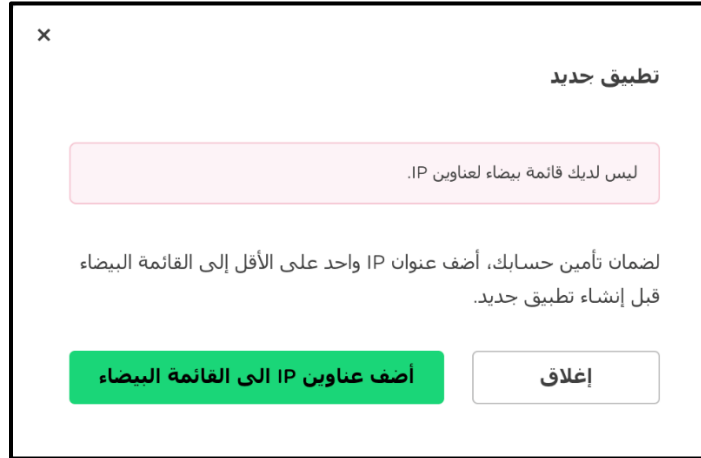 ×
تطبيق جديد
ليس لديك قائمة بيضاء لعناوين IP.
لضمان تأمين حسابك، أضف عنوان IP واحد على الأقل إلى القائمة البيضاء
قبل إنشاء تطبيق جديد.
إغلاق
أضف عناوين IP الى القائمة البيضاء